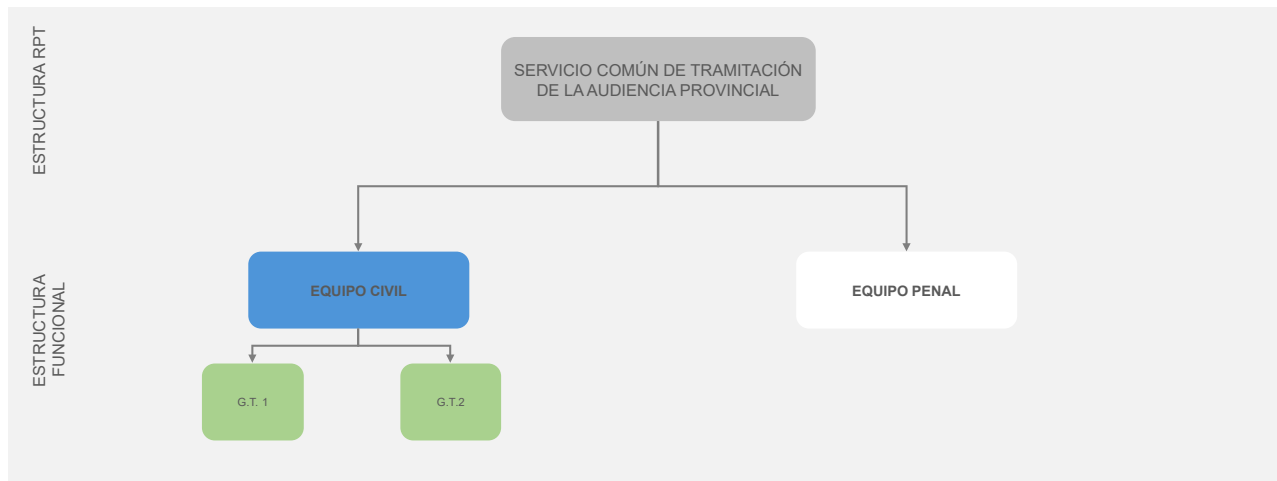 ESTRUCTURA RPT
SERVICIO COMÚN DE TRAMITACIÓN
DE LA AUDIENCIA PROVINCIAL
ESTRUCTURA
FUNCIONAL
EQUIPO CIVIL
EQUIPO PENAL
G.T. 1
G.T.2